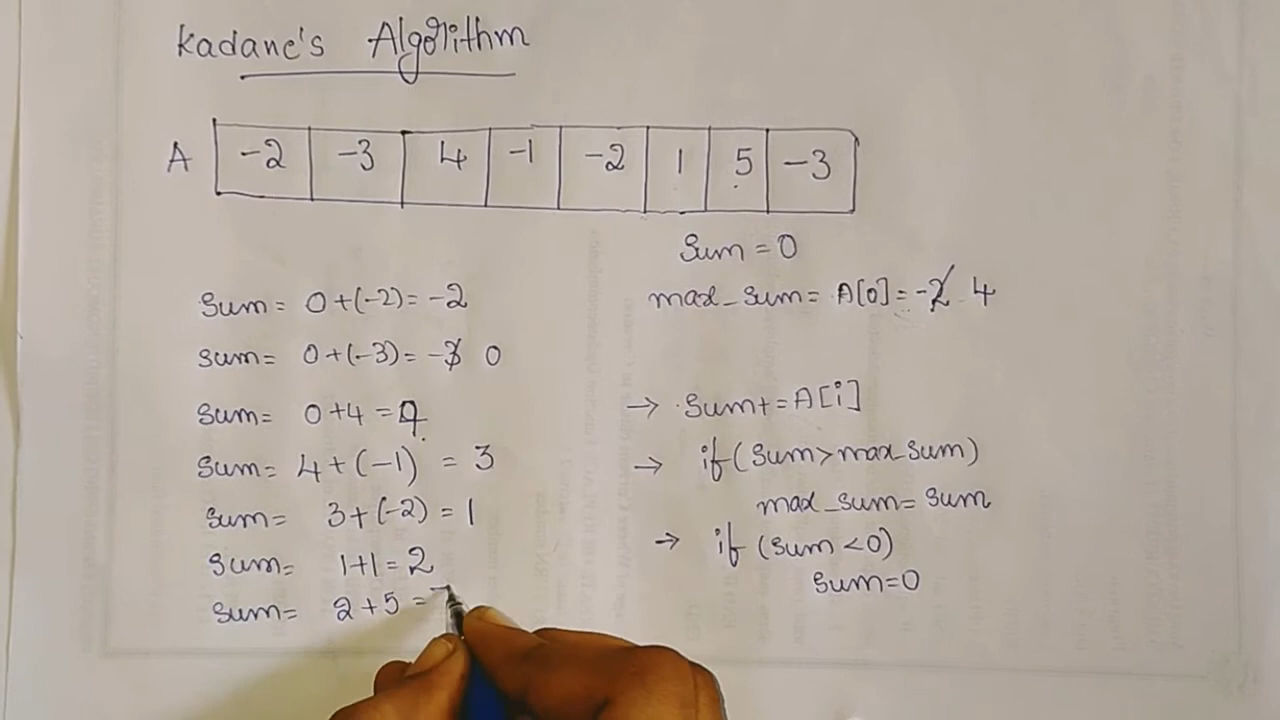 Kadane's Algorithm
A -2 -3 4 -1 -2 1 5 -3
Sum = 0
max_sum = A[0] = -2 4
Sum = 0+(-2) = -2
Sum = 0+(-3) = -3 0
Sum = 0+4 = 4
Sum = 4+(-1) = 3
Sum = 3+(-2) = 1
Sum = 1+1 = 2
Sum = 2+5 =
→ Sum+=A[i]
→ if(Sum>max_sum)
max_sum=Sum
→ if (Sum<0)
Sum=0